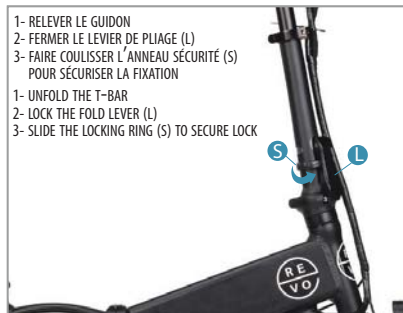 1- RELEVER LE GUIDON
2- FERMER LE LEVIER DE PLIAGE (L)
3- FAIRE COULISSER L'ANNEAU SÉCURITÉ (S)
POUR SÉCURISER LA FIXATION
1- UNFOLD THE T-BAR
2- LOCK THE FOLD LEVER (L)
3- SLIDE THE LOCKING RING (S) TO SECURE LOCK
S
L
RE
VO